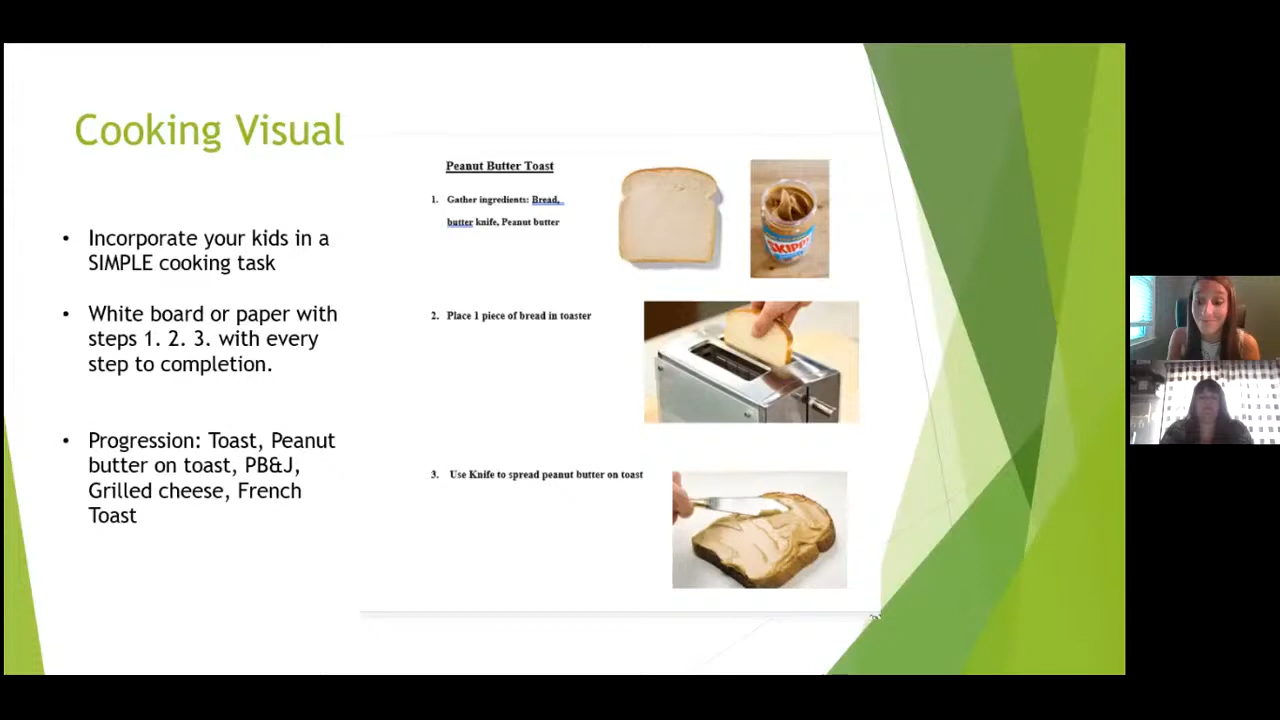 Cooking Visual
• Incorporate your kids in a
SIMPLE cooking task
• White board or paper with
steps 1. 2. 3. with every
step to completion.
• Progression: Toast, Peanut
butter on toast, PB&J,
Grilled cheese, French
Toast
Peanut Butter Toast
1. Gather ingredients: Bread,
butter knife, Peanut butter
SKIPPY
2. Place 1 piece of bread in toaster
3. Use Knife to spread peanut butter on toast